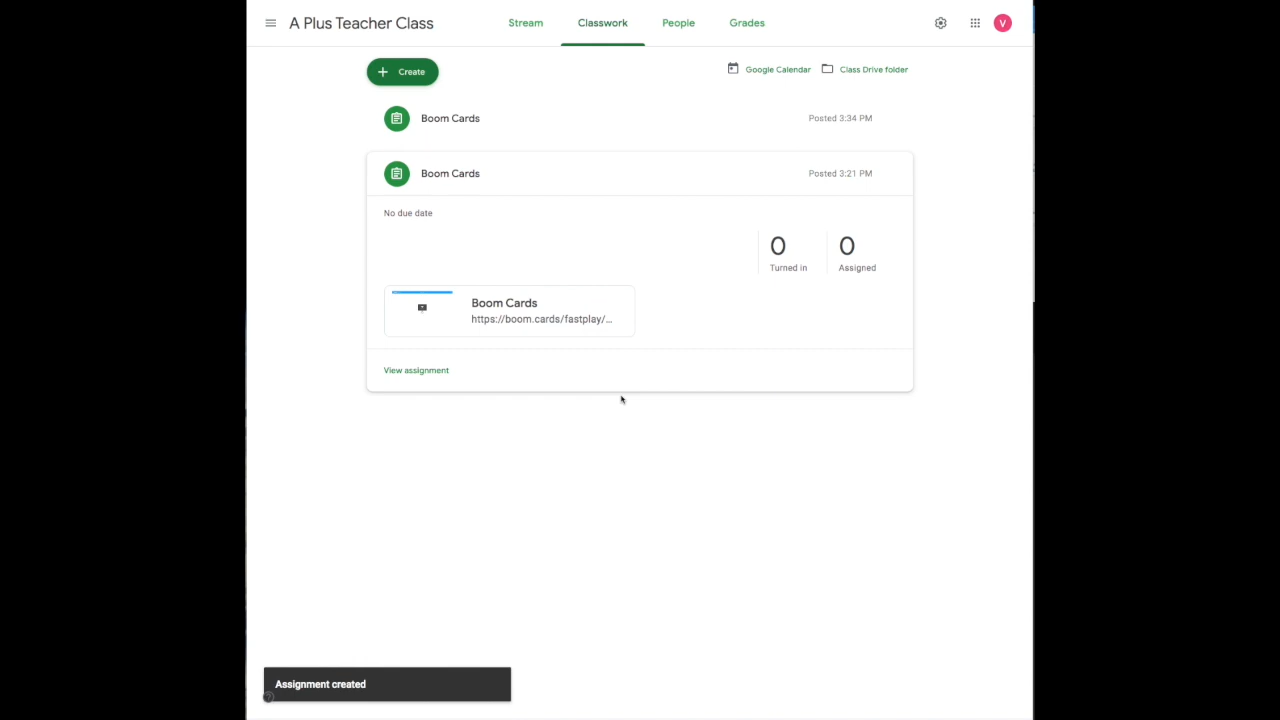 A Plus Teacher Class
Stream
Classwork
People
Grades
V
Create
Google Calendar
Class Drive folder
Boom Cards
Posted 3:34 PM
Boom Cards
Posted 3:21 PM
No due date
0
Turned in
0
Assigned
Boom Cards
https://boom.cards/fastplay/...
View assignment
Assignment created
?